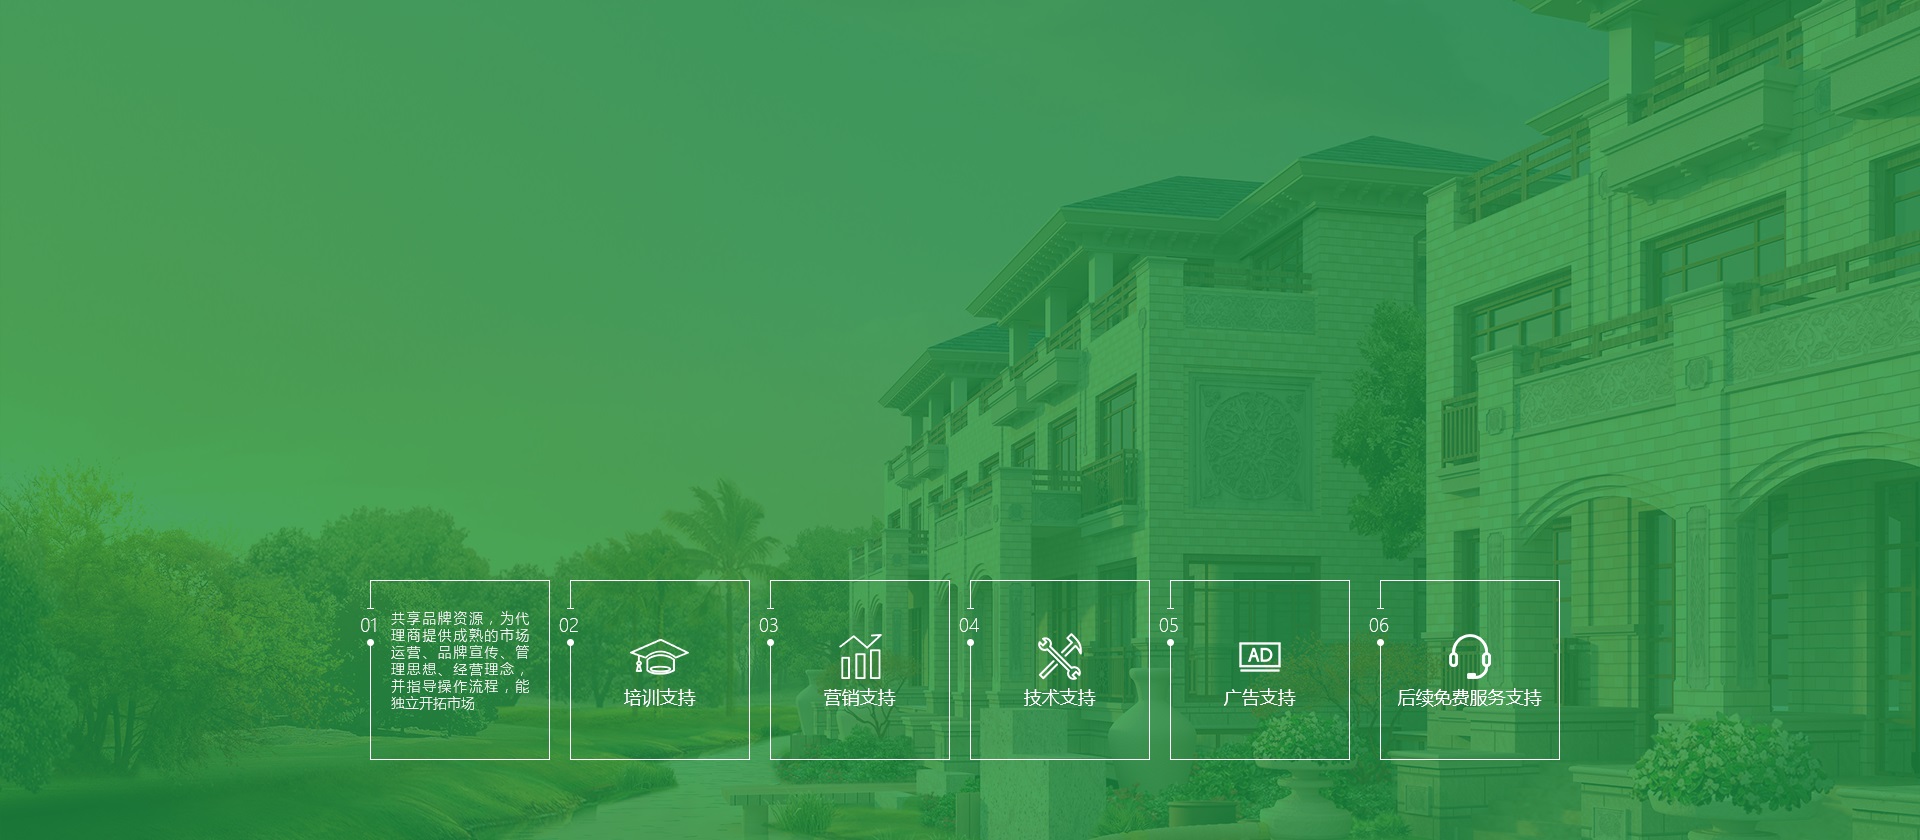 01
共享品牌资源，为代
理商提供成熟的市场
运营、品牌宣传、管
理思想、经营理念，
并指导操作流程，能
独立开拓市场
02
培训支持
03
营销支持
04
技术支持
05
AD
广告支持
06
后续免费服务支持